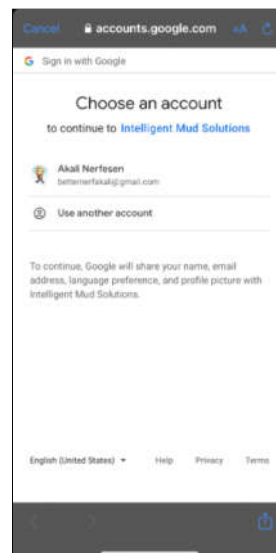 Cancel accounts.google.com AA
G Sign in with Google
Choose an account
to continue to Intelligent Mud Solutions
Akali Nerfesen
betternerfakali@gmail.com
Use another account
To continue, Google will share your name, email
address, language preference, and profile picture with
Intelligent Mud Solutions.
English (United States) Help Privacy Terms